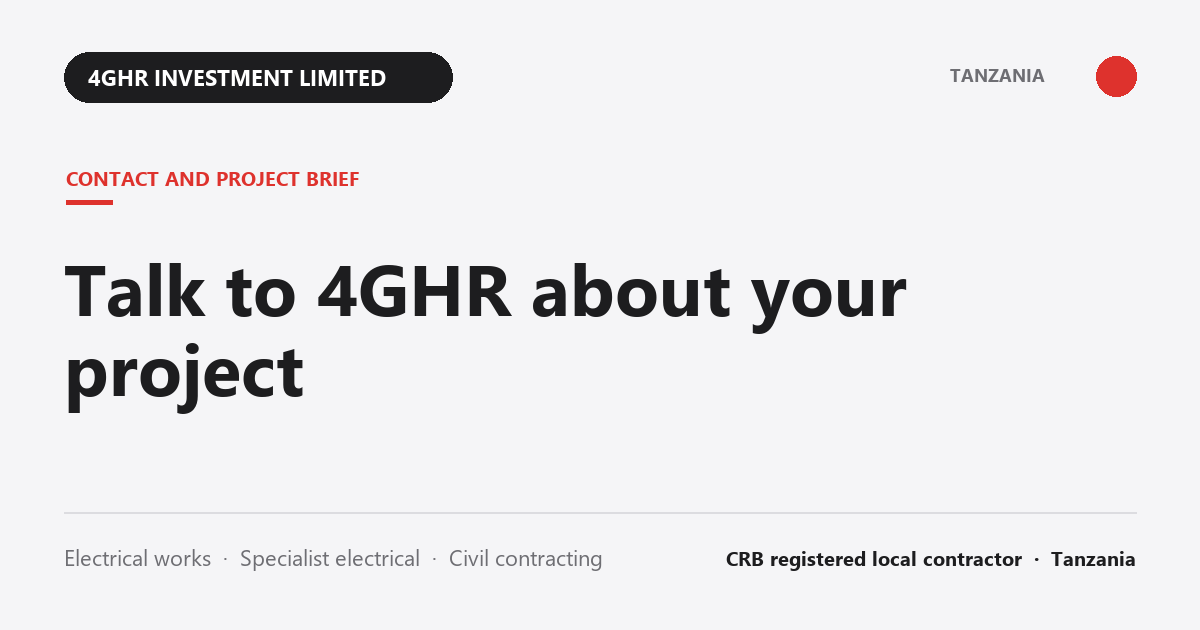 4GHR INVESTMENT LIMITED
TANZANIA
CONTACT AND PROJECT BRIEF
Talk to 4GHR about your
project
Electrical works · Specialist electrical · Civil contracting
CRB registered local contractor · Tanzania